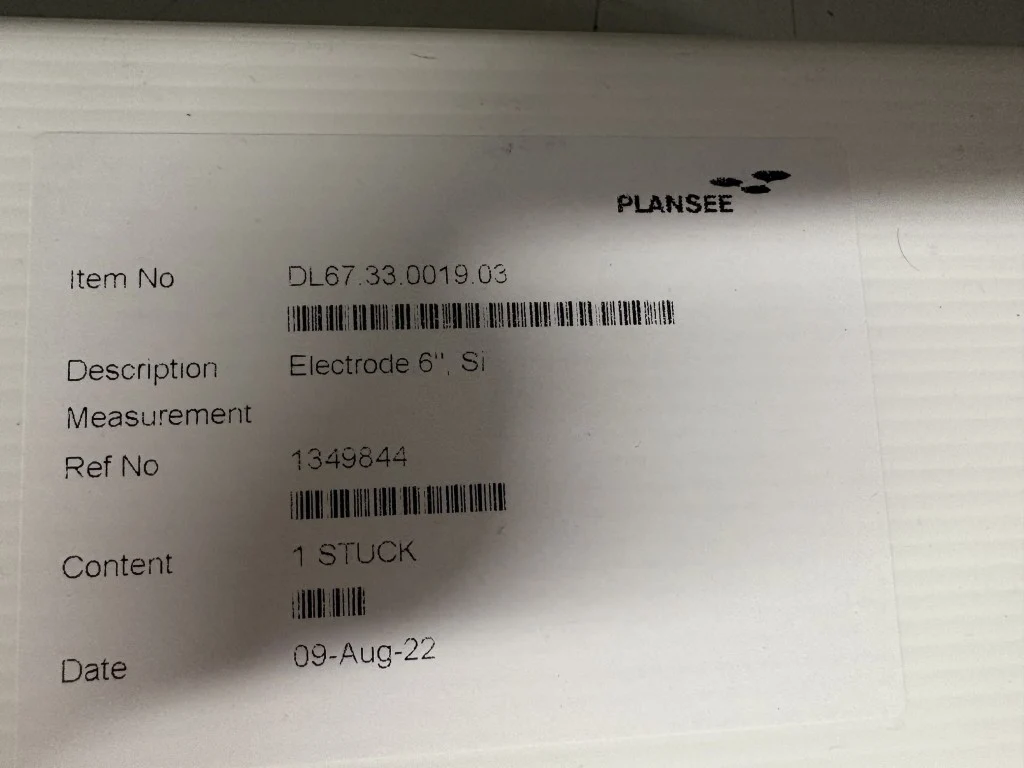 PLANSEE
Item No DL67.33.0019.03
Description Electrode 6", Si
Measurement
Ref No 1349844
Content 1 STUCK
Date 09-Aug-22